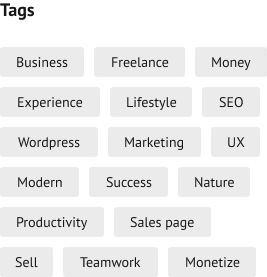 Tags
Business Freelance Money
Experience Lifestyle SEO
Wordpress Marketing UX
Modern Success Nature
Productivity Sales page
Sell Teamwork Monetize